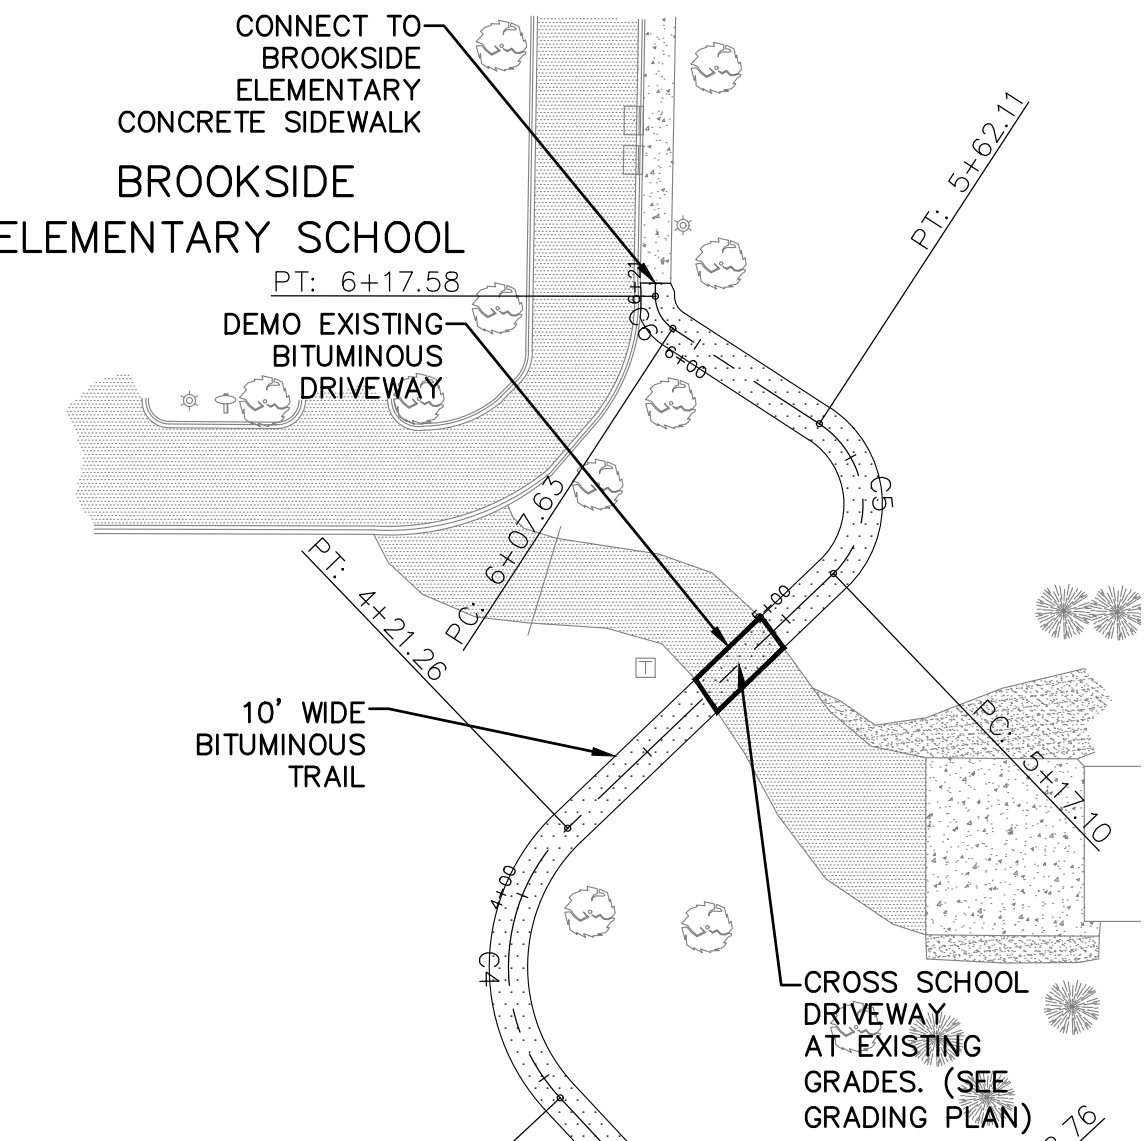 CONNECT TO
BROOKSIDE
ELEMENTARY
CONCRETE SIDEWALK
BROOKSIDE
ELEMENTARY SCHOOL
PT: 6+17.58
DEMO EXISTING
BITUMINOUS
DRIVEWAY
PT: 5+62.11
6+21
C6
6+00
C5
PC: 6+07.63
PT: 4+21.26
5+00
T
10' WIDE
BITUMINOUS
TRAIL
PC: 5+17.10
4+00
C4
CROSS SCHOOL
DRIVEWAY
AT EXISTING
GRADES. (SEE
GRADING PLAN)